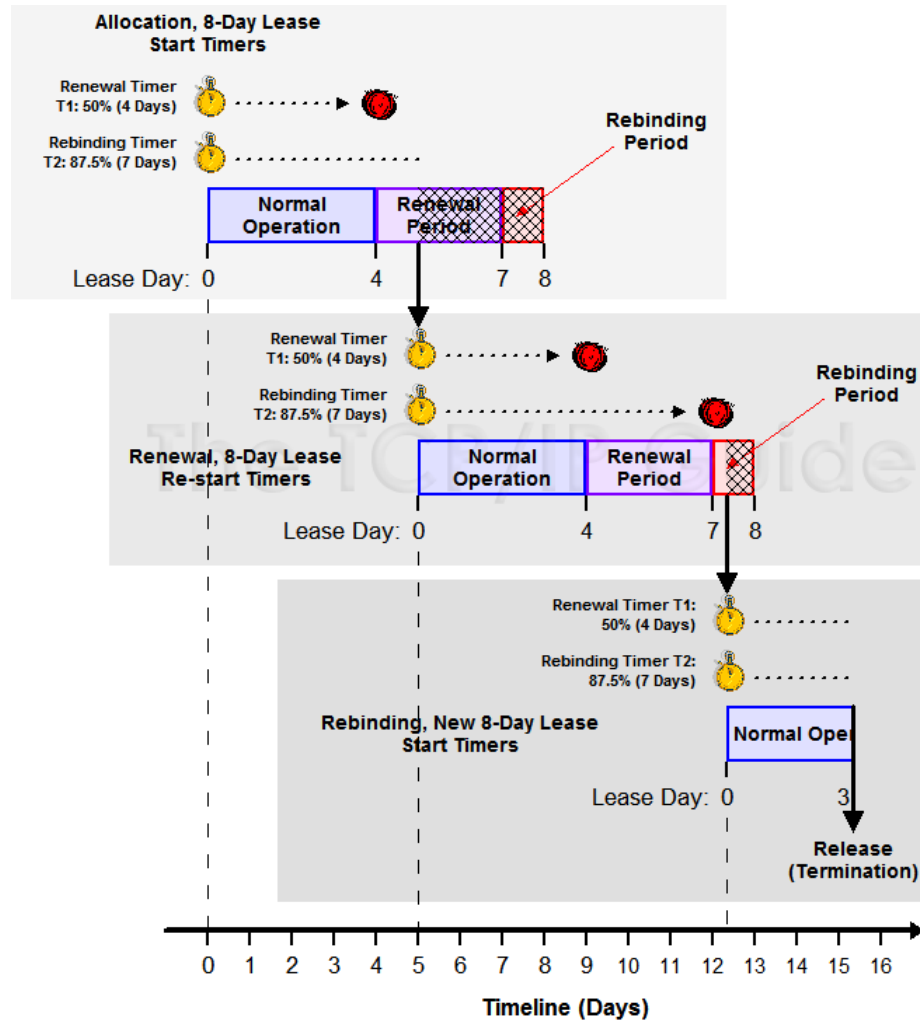 Allocation, 8-Day Lease
Start Timers
Renewal Timer
T1: 50% (4 Days)
Rebinding Timer
T2: 87.5% (7 Days)
Rebinding
Period
Normal
Operation
Renewal
Period
Lease Day: 0 4 7 8
Renewal Timer
T1: 50% (4 Days)
Rebinding Timer
T2: 87.5% (7 Days)
Rebinding
Period
The TCP/IP Guide
Renewal, 8-Day Lease
Re-start Timers
Normal
Operation
Renewal
Period
Lease Day: 0 4 7 8
Renewal Timer T1:
50% (4 Days)
Rebinding Timer T2:
87.5% (7 Days)
Rebinding, New 8-Day Lease
Start Timers
Normal Oper
Lease Day: 0 3
Release
(Termination)
0 1 2 3 4 5 6 7 8 9 10 11 12 13 14 15 16
Timeline (Days)